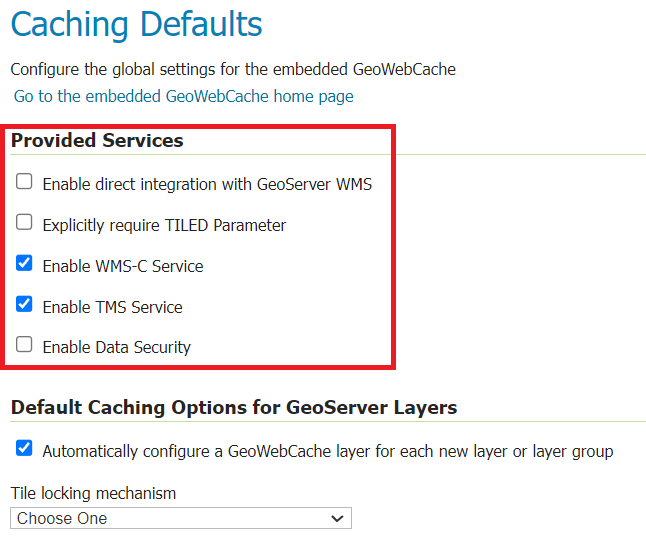 Caching Defaults
Configure the global settings for the embedded GeoWebCache
Go to the embedded GeoWebCache home page
Provided Services
Enable direct integration with GeoServer WMS
Explicitly require TILED Parameter
Enable WMS-C Service
Enable TMS Service
Enable Data Security
Default Caching Options for GeoServer Layers
Automatically configure a GeoWebCache layer for each new layer or layer group
Tile locking mechanism
Choose One